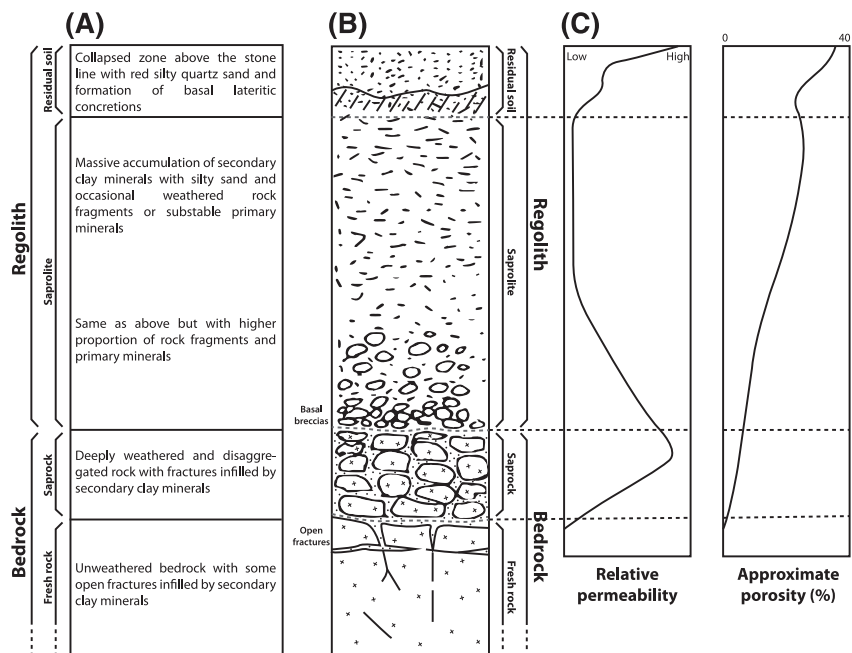 (A)
(B)
(C)
Regolith
Bedrock
Residual soil
Saprolite
Saprock
Fresh rock
Collapsed zone above the stone
line with red silty quartz sand and
formation of basal lateritic
concretions
Massive accumulation of secondary
clay minerals with silty sand and
occasional weathered rock
fragments or substable primary
minerals
Same as above but with higher
proportion of rock fragments and
primary minerals
Deeply weathered and disaggre-
gated rock with fractures infilled by
secondary clay minerals
Unweathered bedrock with some
open fractures infilled by secondary
clay minerals
Basal
breccias
Open
fractures
Residual soil
Saprolite
Saprock
Fresh rock
Regolith
Bedrock
Low
High
Relative
permeability
0
40
Approximate
porosity (%)